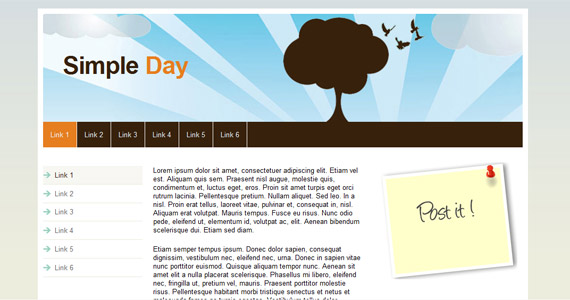 Simple Day
Link 1 Link 2 Link 3 Link 4 Link 5 Link 6
Link 1
Link 2
Link 3
Link 4
Link 5
Link 6
Lorem ipsum dolor sit amet, consectetuer adipiscing elit. Etiam vel
est. Aliquam quis sem. Praesent nisl augue, molestie quis,
condimentum et, luctus eget, eros. Proin sit amet turpis eget orci
rutrum lacinia. Pellentesque pretium. Nullam aliquet. Sed leo. In a
nisl. Proin erat tellus, laoreet vitae, pulvinar et, consequat in, nisl.
Aliquam erat volutpat. Mauris tempus. Fusce eu risus. Nunc odio
pede, eleifend ut, elementum id, volutpat ac, elit. Aenean bibendum
scelerisque dui. Etiam sed diam.
Etiam semper tempus ipsum. Donec dolor sapien, consequat
dignissim, vestibulum nec, eleifend nec, urna. Donec in sapien vitae
nunc porttitor euismod. Quisque aliquam tempor nunc. Aenean sit
amet elit a nulla placerat scelerisque. Phasellus mi libero, eleifend
nec, fringilla ut, pretium vel, mauris. Praesent congue molestie
risus. Pellentesque habitant morbi tristique senectus et netus et
Post it !